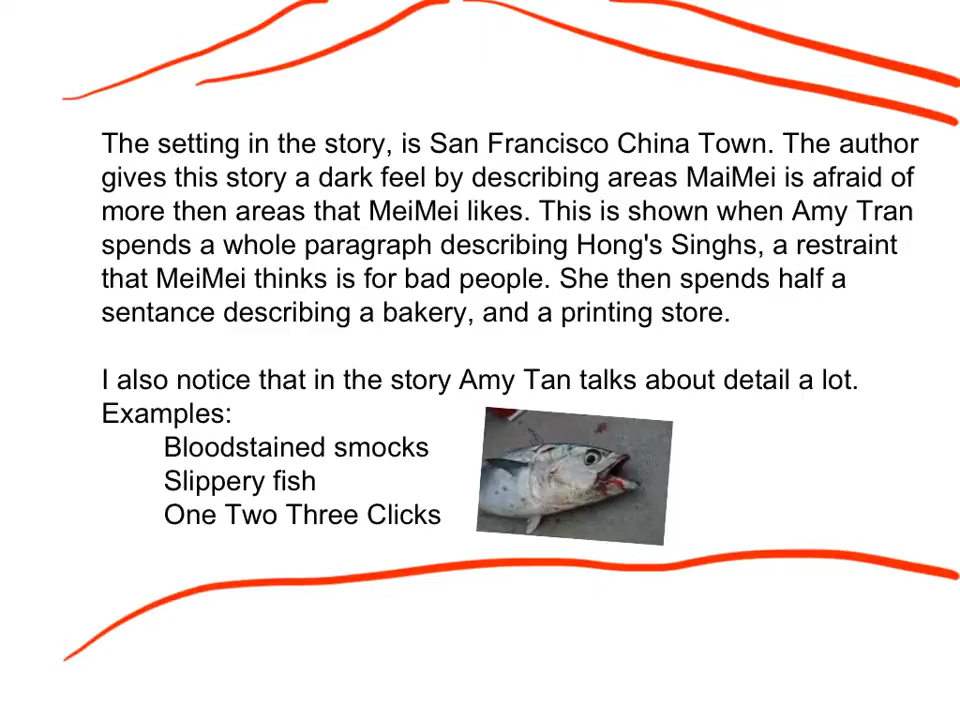 The setting in the story, is San Francisco China Town. The author
gives this story a dark feel by describing areas MaiMei is afraid of
more then areas that MeiMei likes. This is shown when Amy Tran
spends a whole paragraph describing Hong's Singhs, a restraint
that MeiMei thinks is for bad people. She then spends half a
sentance describing a bakery, and a printing store.
I also notice that in the story Amy Tan talks about detail a lot.
Examples:
Bloodstained smocks
Slippery fish
One Two Three Clicks